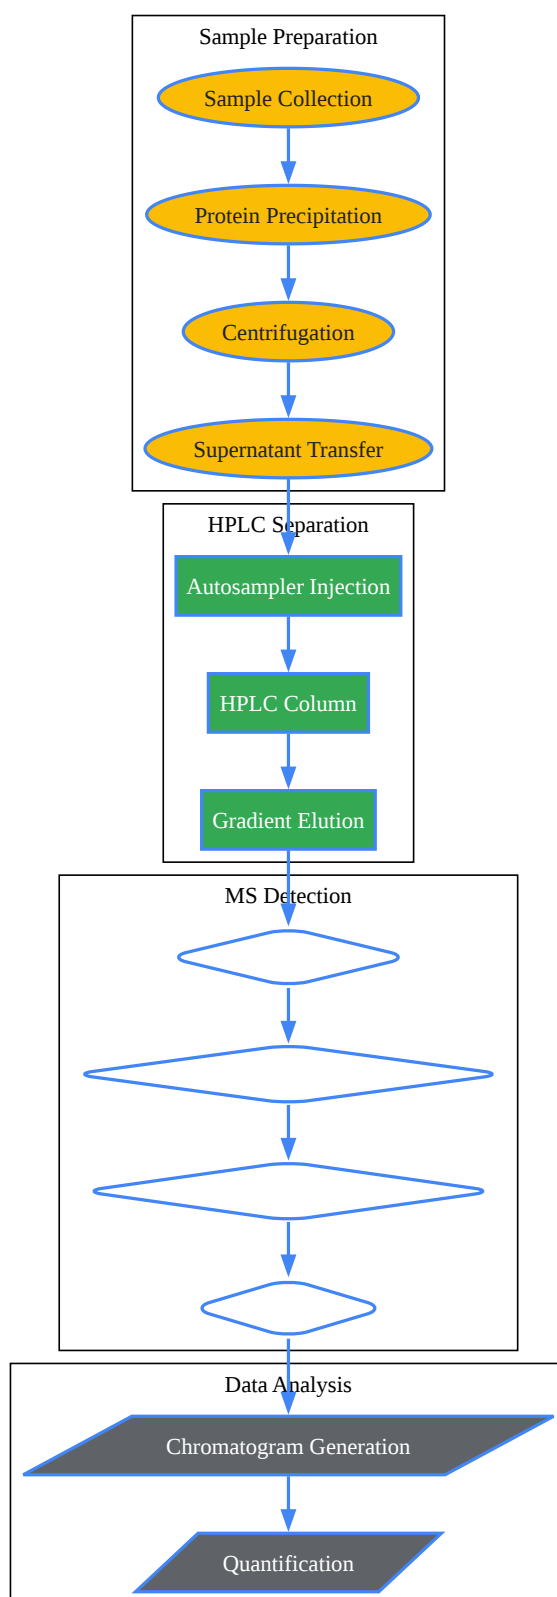 Sample Preparation
Sample Collection
Protein Precipitation
Centrifugation
Supernatant Transfer
HPLC Separation
Autosampler Injection
HPLC Column
Gradient Elution
MS Detection
Data Analysis
Chromatogram Generation
Quantification